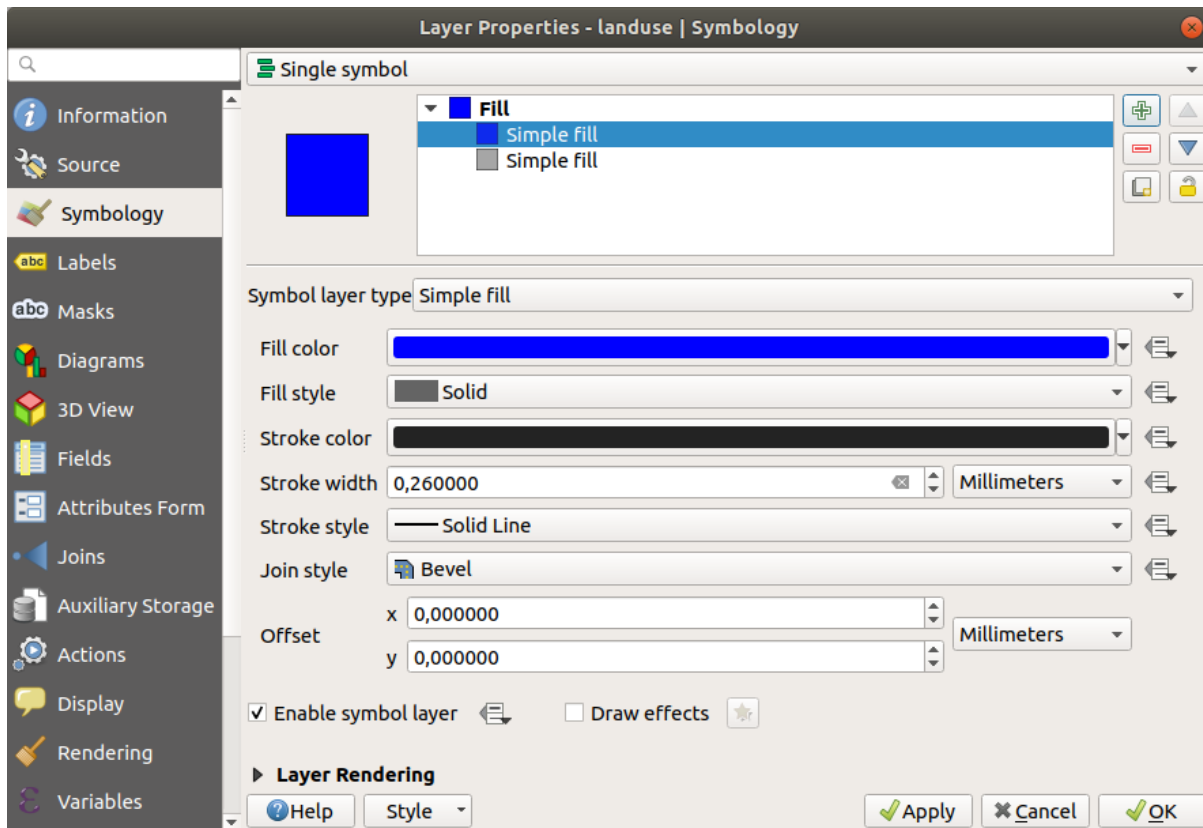 Layer Properties - landuse | Symbology
Single symbol
Information
Source
Symbology
abc Labels
abc Masks
Diagrams
3D View
Fields
Attributes Form
Joins
Auxiliary Storage
Actions
Display
Rendering
Variables
Fill
Simple fill
Simple fill
Symbol layer type Simple fill
Fill color
Fill style Solid
Stroke color
Stroke width 0,260000 Millimeters
Stroke style Solid Line
Join style Bevel
Offset x 0,000000 Millimeters
y 0,000000
Enable symbol layer Draw effects
Layer Rendering
Help Style Apply Cancel OK